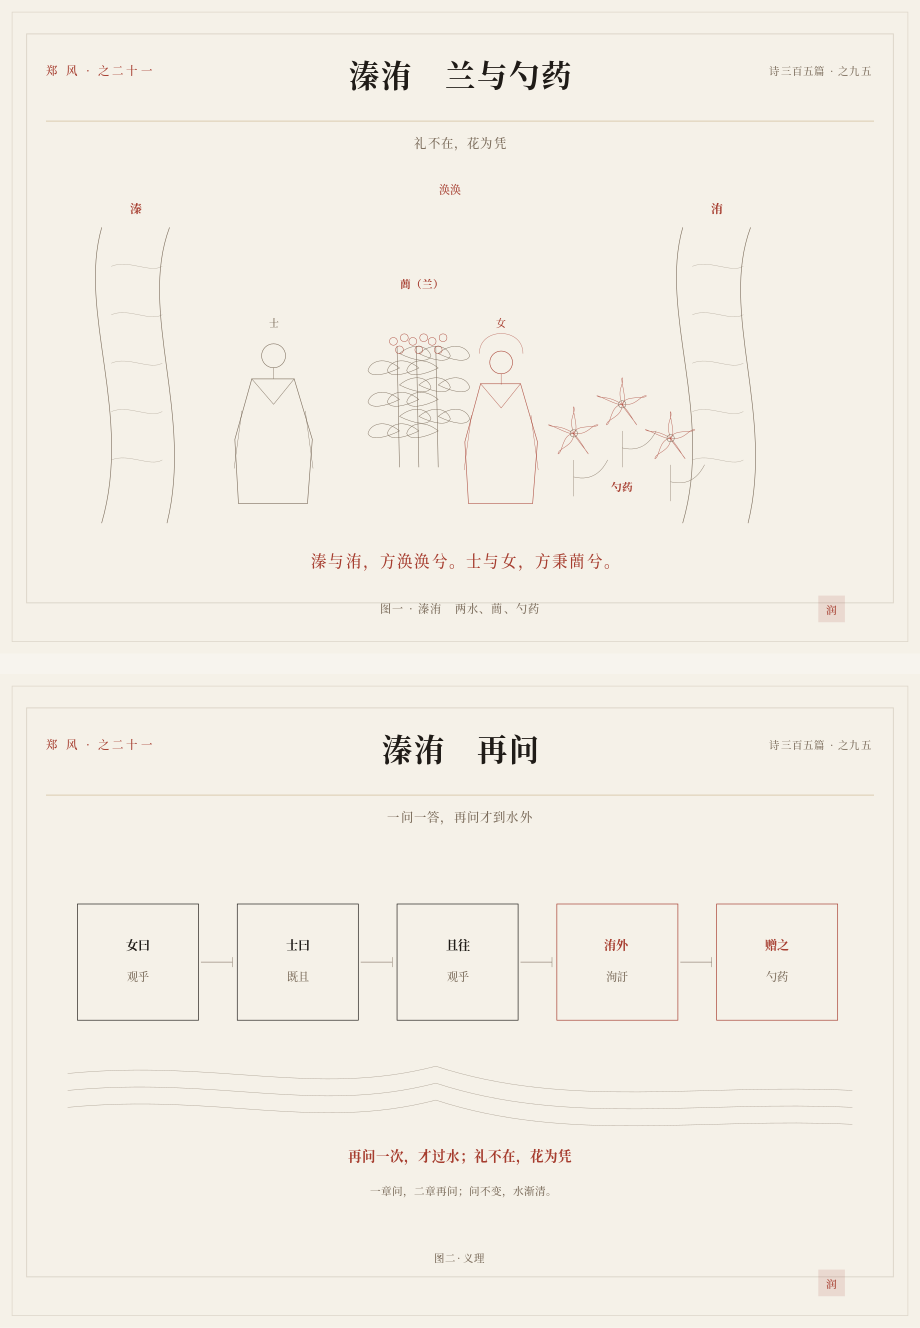 郑风·之二十一
溱洧　兰与勺药
诗三百五篇·之九五
礼不在，花为凭
涣涣
溱
洧
蕳（兰）
士
女
勺药
溱与洧，方涣涣兮。士与女，方秉蕳兮。
图一·溱洧　两水、蕳、勺药
润
郑风·之二十一
溱洧　再问
诗三百五篇·之九五
一问一答，再问才到水外
女曰
观乎
士曰
既且
且往
观乎
洧外
洵訏
赠之
勺药
再问一次，才过水；礼不在，花为凭
一章问，二章再问；问不变，水渐清。
图二·义理
润